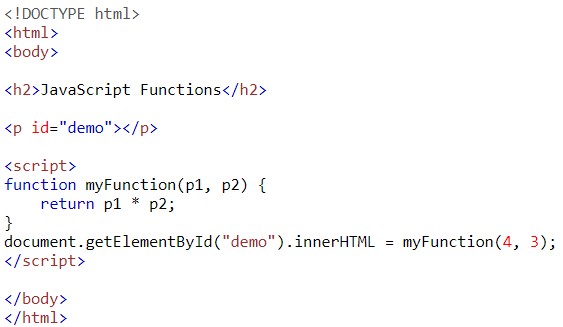 <!DOCTYPE html>
<html>
<body>
<h2>JavaScript Functions</h2>
<p id="demo"></p>
<script>
function myFunction(p1, p2) {
    return p1 * p2;
}
document.getElementById("demo").innerHTML = myFunction(4, 3);
</script>
</body>
</html>